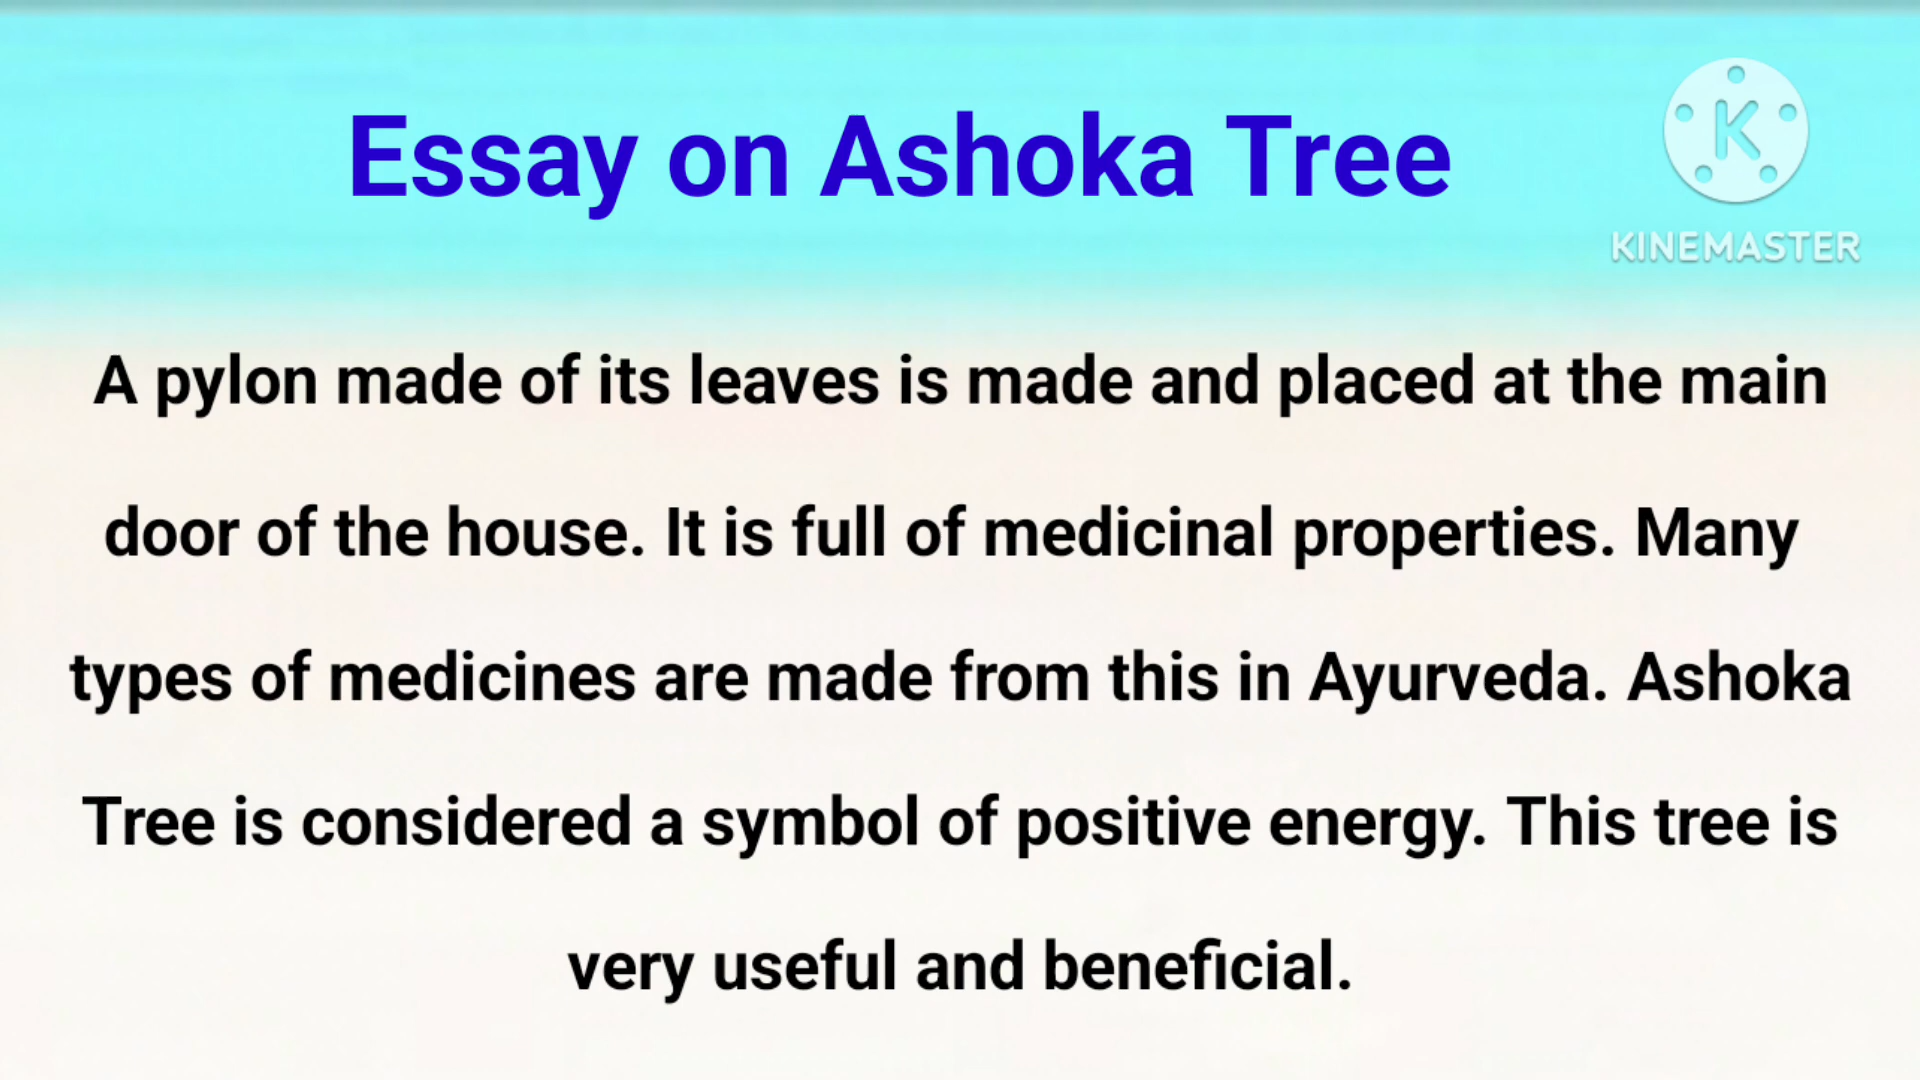 Essay on Ashoka Tree
K
KINEMASTER
A pylon made of its leaves is made and placed at the main
door of the house. It is full of medicinal properties. Many
types of medicines are made from this in Ayurveda. Ashoka
Tree is considered a symbol of positive energy. This tree is
very useful and beneficial.